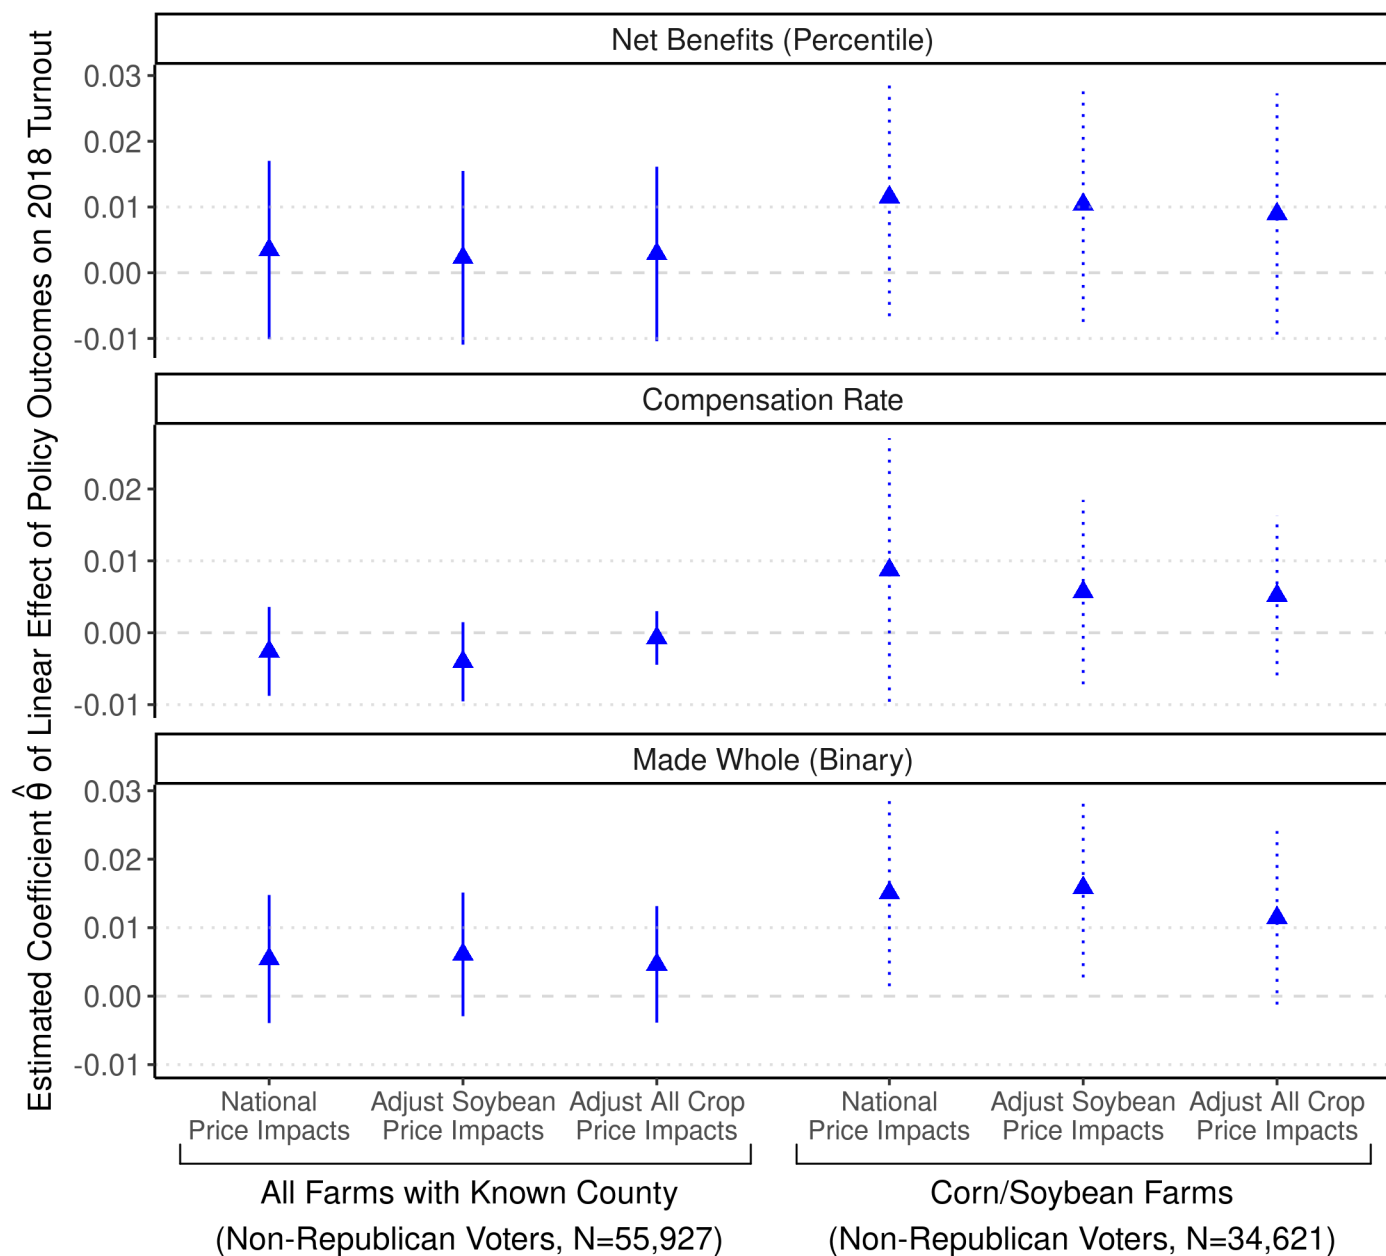 Estimated Coefficient θ̂ of Linear Effect of Policy Outcomes on 2018 Turnout
Net Benefits (Percentile)
0.03
0.02
0.01
0.00
-0.01
Compensation Rate
0.02
0.01
0.00
-0.01
Made Whole (Binary)
0.03
0.02
0.01
0.00
-0.01
National Price Impacts
Adjust Soybean Price Impacts
Adjust All Crop Price Impacts
National Price Impacts
Adjust Soybean Price Impacts
Adjust All Crop Price Impacts
All Farms with Known County
(Non-Republican Voters, N=55,927)
Corn/Soybean Farms
(Non-Republican Voters, N=34,621)